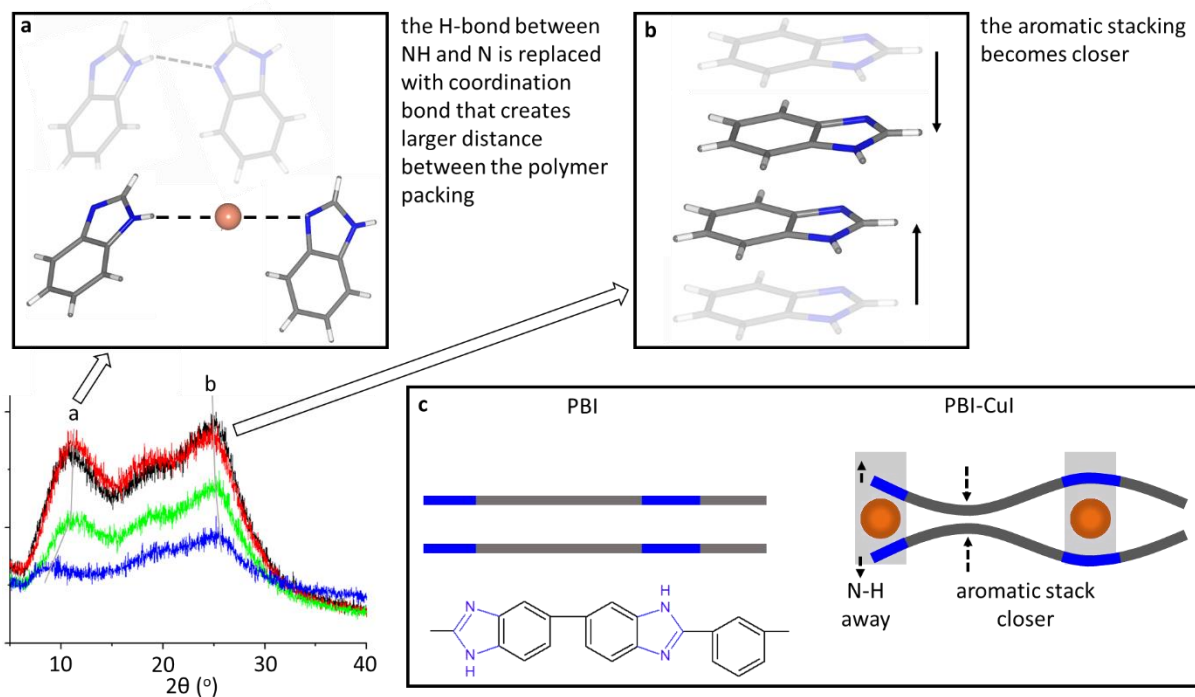 a
the H-bond between
NH and N is replaced
with coordination
bond that creates
larger distance
between the polymer
packing
b
the aromatic stacking
becomes closer
a
b
10
20
30
40
2θ (°)
c
PBI
PBI-CuI
N-H
away
aromatic stack
closer
N
N
H
H
N
N